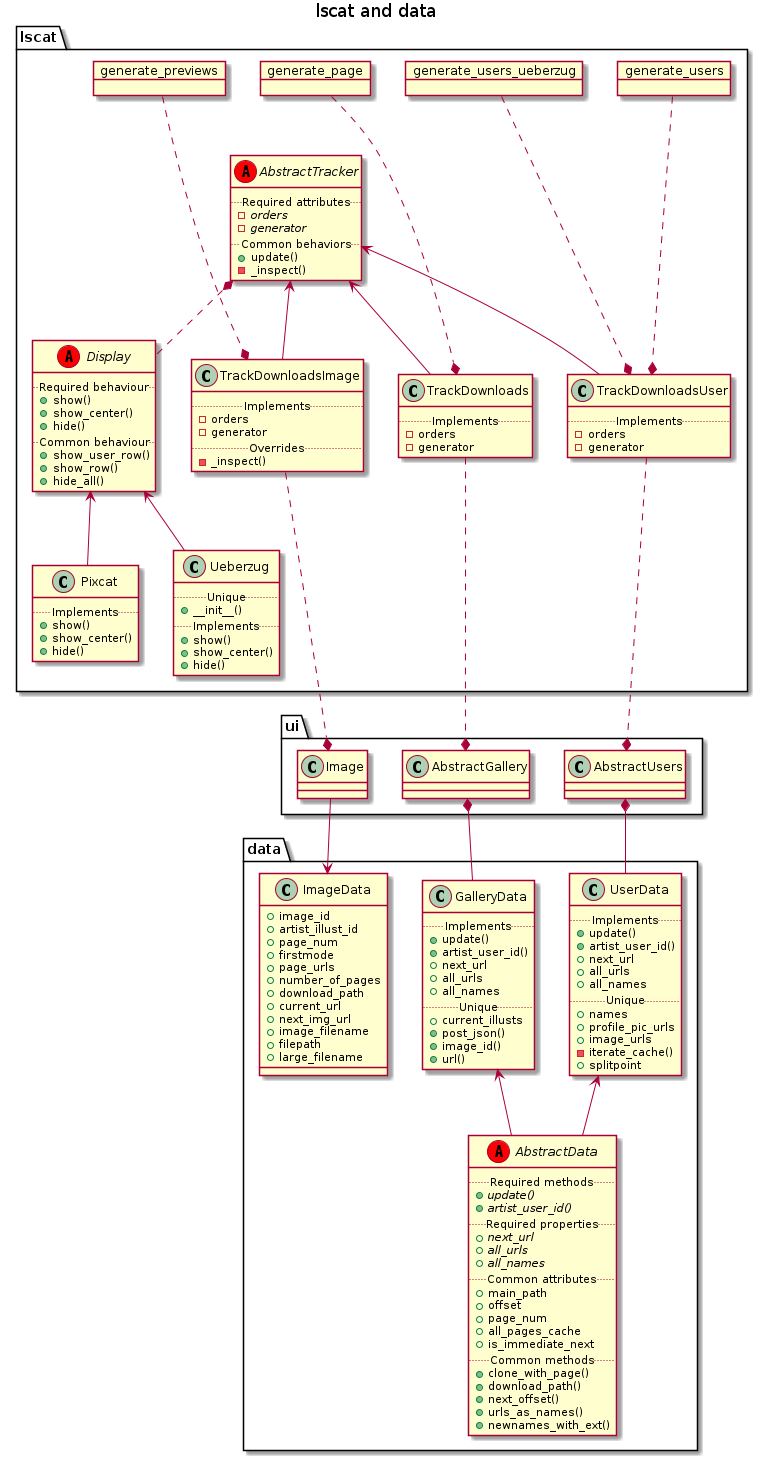 lscat and data
lscat
generate_previews
generate_page
generate_users_ueberzug
generate_users
A AbstractTracker
Required attributes
orders
generator
Common behaviors
update()
_inspect()
A Display
Required behaviour
show()
show_center()
hide()
Common behaviour
show_user_row()
show_row()
hide_all()
C TrackDownloadsImage
Implements
orders
generator
Overrides
_inspect()
C TrackDownloads
Implements
orders
generator
C TrackDownloadsUser
Implements
orders
generator
C Pixcat
Implements
show()
show_center()
hide()
C Ueberzug
Unique
__init__()
Implements
show()
show_center()
hide()
ui
C Image
C AbstractGallery
C AbstractUsers
data
C ImageData
image_id
artist_illust_id
page_num
firstmode
page_urls
number_of_pages
download_path
current_url
next_img_url
image_filename
filepath
large_filename
C GalleryData
Implements
update()
artist_user_id()
next_url
all_urls
all_names
Unique
current_illusts
post_json()
image_id()
url()
C UserData
Implements
update()
artist_user_id()
next_url
all_urls
all_names
Unique
names
profile_pic_urls
image_urls
iterate_cache()
splitpoint
A AbstractData
Required methods
update()
artist_user_id()
Required properties
next_url
all_urls
all_names
Common attributes
main_path
offset
page_num
all_pages_cache
is_immediate_next
Common methods
clone_with_page()
download_path()
next_offset()
urls_as_names()
newnames_with_ext()